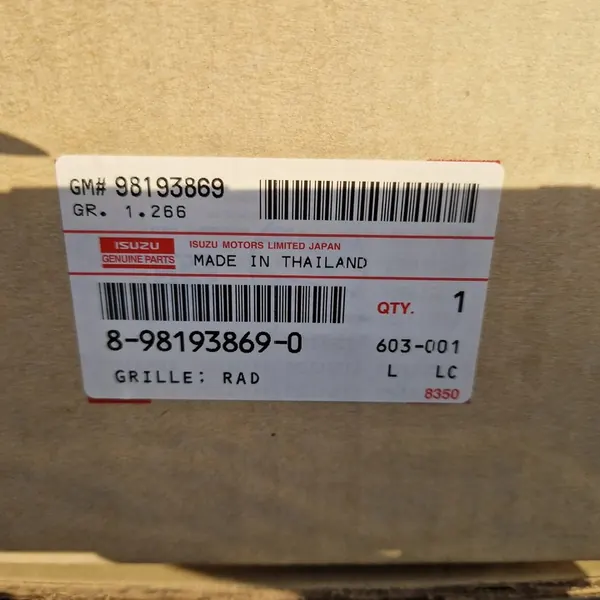 GM# 98193869
GR. 1.266
ISUZU
GENUINE PARTS
ISUZU MOTORS LIMITED JAPAN
MADE IN THAILAND
QTY. 1
8-98193869-0
603-001
GRILLE: RAD
L LC
8350